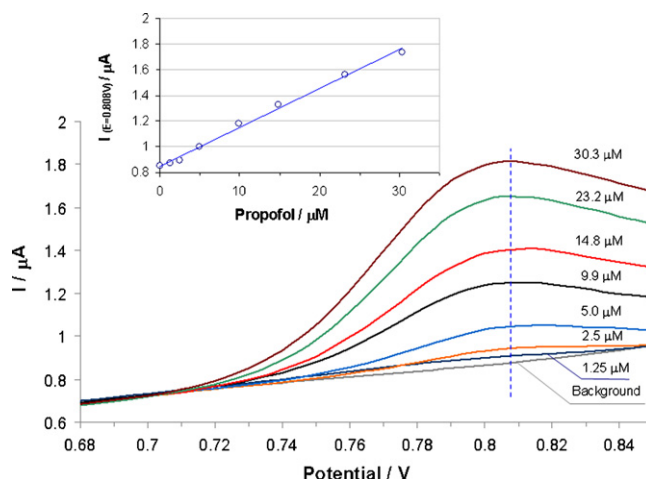 2
1.8
1.6
1.4
1.2
1
0.8
I (E=0.808V) / µA
0 10 20 30
Propofol / µM
2
1.8
1.6
1.4
1.2
1
0.8
0.6
I / µA
30.3 µM
23.2 µM
14.8 µM
9.9 µM
5.0 µM
2.5 µM
1.25 µM
Background
0.68 0.7 0.72 0.74 0.76 0.78 0.8 0.82 0.84
Potential / V